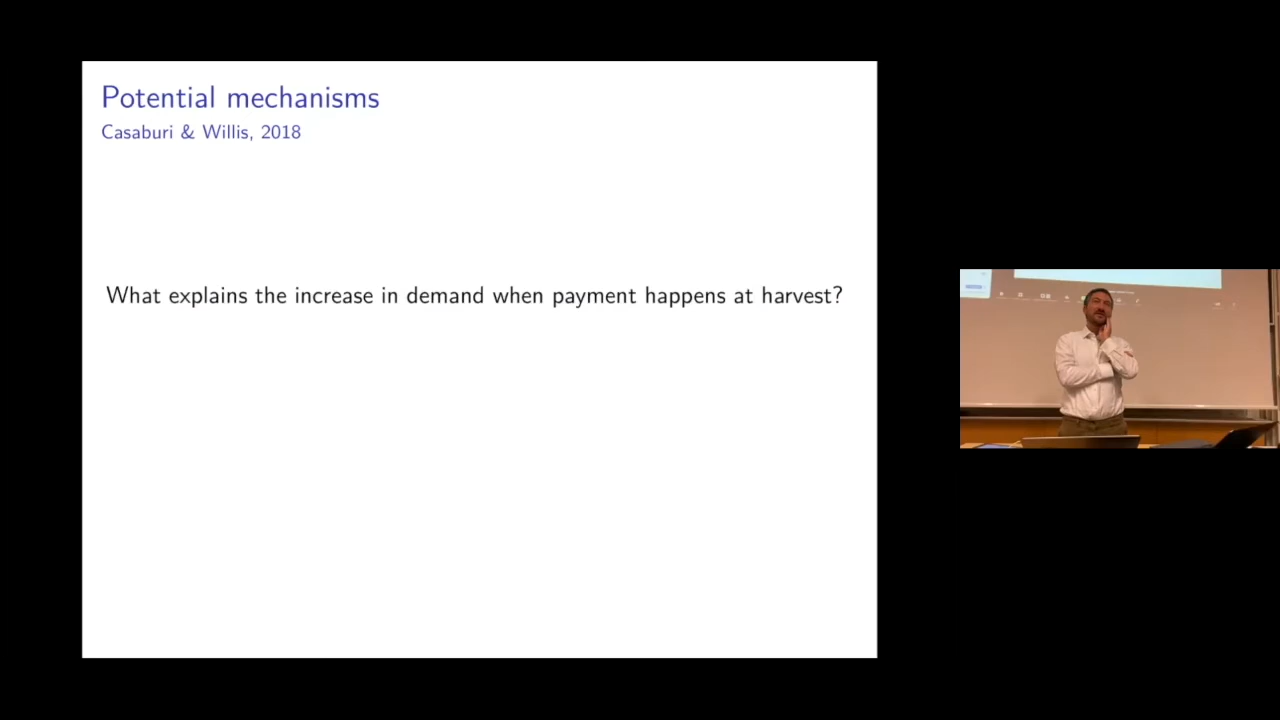 Potential mechanisms
Casaburi & Willis, 2018
What explains the increase in demand when payment happens at harvest?